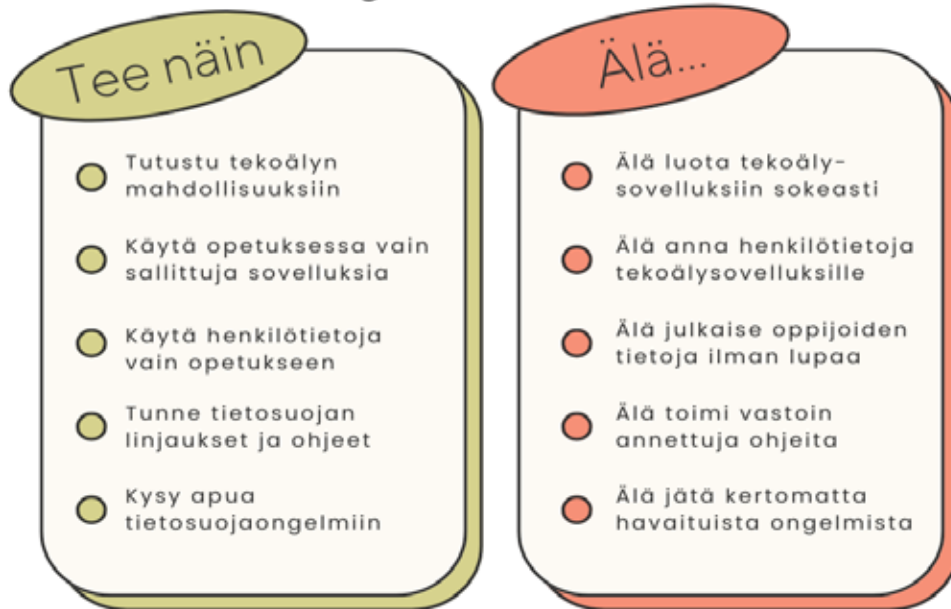 Tee näin
Tutustu tekoälyn
mahdollisuuksiin
Käytä opetuksessa vain
sallittuja sovelluksia
Käytä henkilötietoja
vain opetukseen
Tunne tietosuojan
linjaukset ja ohjeet
Kysy apua
tietosuojaongelmiin
Älä...
Älä luota tekoäly-
sovelluksiin sokeasti
Älä anna henkilötietoja
tekoälysovelluksille
Älä julkaise oppijoiden
tietoja ilman lupaa
Älä toimi vastoin
annettuja ohjeita
Älä jätä kertomatta
havaituista ongelmista